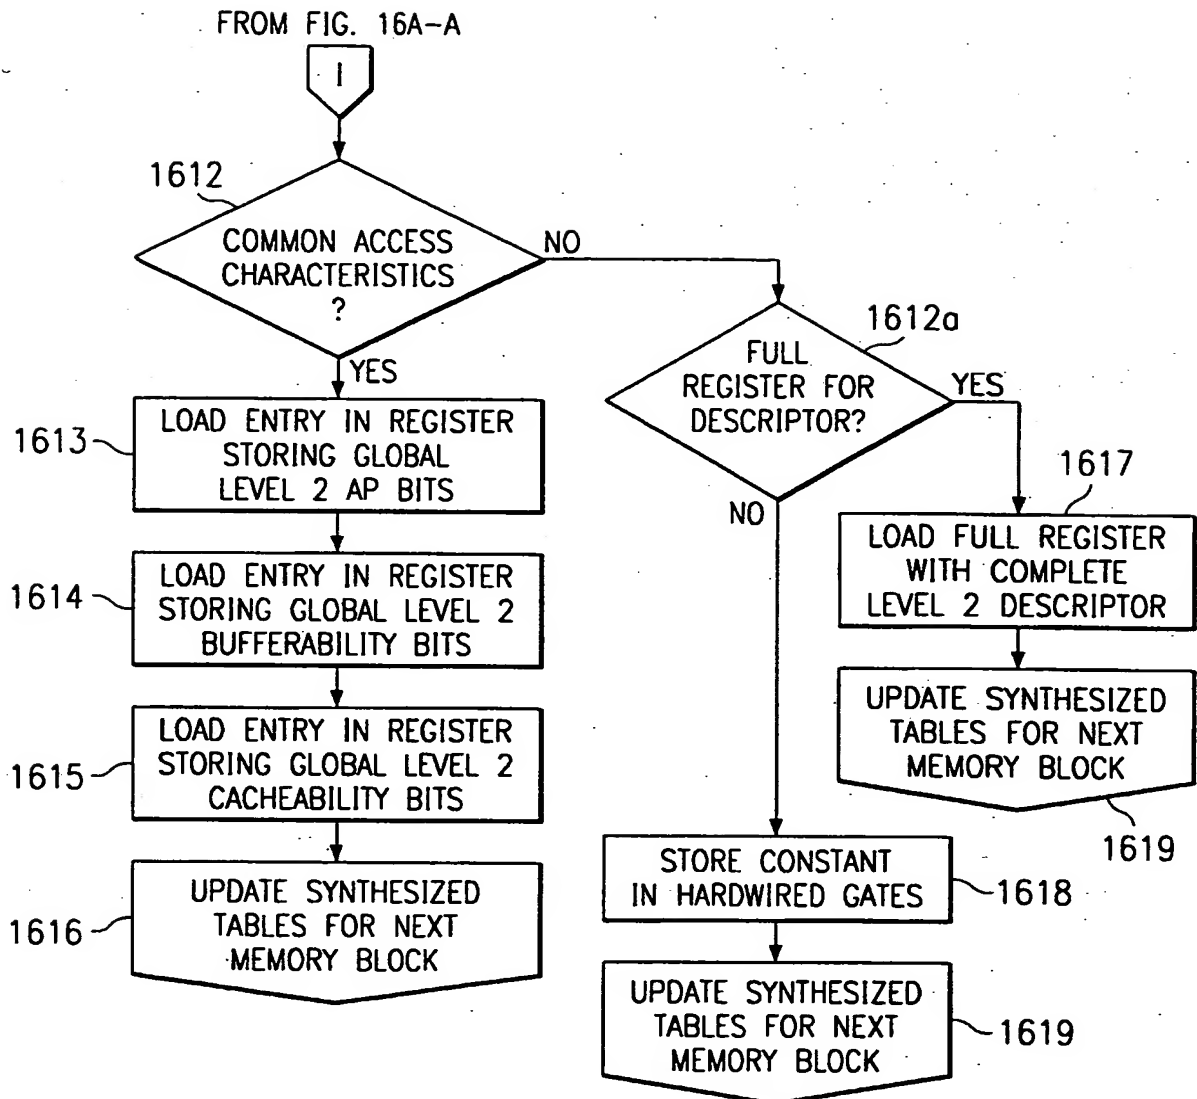 FROM FIG. 16A-A
I
1612
COMMON ACCESS
CHARACTERISTICS
?
NO
YES
1612a
FULL
REGISTER FOR
DESCRIPTOR?
YES
NO
1613
LOAD ENTRY IN REGISTER
STORING GLOBAL
LEVEL 2 AP BITS
1614
LOAD ENTRY IN REGISTER
STORING GLOBAL LEVEL 2
BUFFERABILITY BITS
1615
LOAD ENTRY IN REGISTER
STORING GLOBAL LEVEL 2
CACHEABILITY BITS
1616
UPDATE SYNTHESIZED
TABLES FOR NEXT
MEMORY BLOCK
1617
LOAD FULL REGISTER
WITH COMPLETE
LEVEL 2 DESCRIPTOR
UPDATE SYNTHESIZED
TABLES FOR NEXT
MEMORY BLOCK
1619
STORE CONSTANT
IN HARDWIRED GATES
1618
UPDATE SYNTHESIZED
TABLES FOR NEXT
MEMORY BLOCK
1619